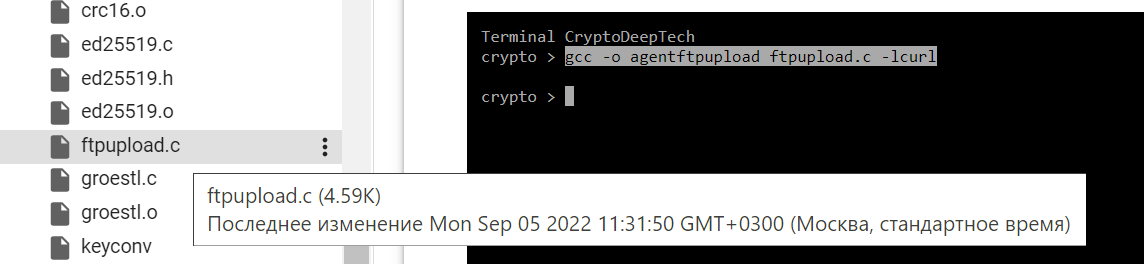 crc16.o
ed25519.c
ed25519.h
ed25519.o
ftpupload.c
groestl.c
groestl.o
keyconv
Terminal CryptoDeepTech
crypto > gcc -o agentftpupload ftpupload.c -lcurl
crypto >
ftpupload.c (4.59K)
Последнее изменение Mon Sep 05 2022 11:31:50 GMT+0300 (Москва, стандартное время)